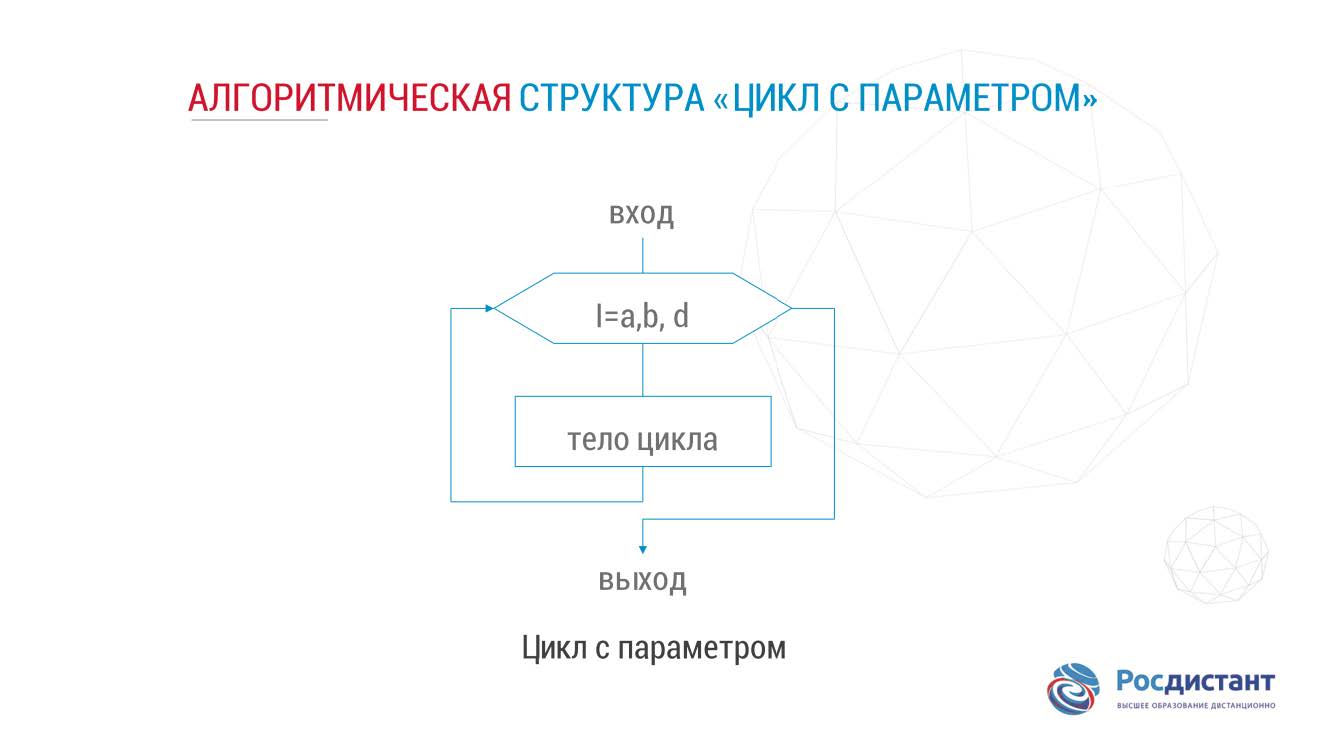 АЛГОРИТМИЧЕСКАЯ СТРУКТУРА «ЦИКЛ С ПАРАМЕТРОМ»
вход
I=a,b, d
тело цикла
выход
Цикл с параметром
Росдистант
ВЫСШЕЕ ОБРАЗОВАНИЕ ДИСТАНЦИОННО